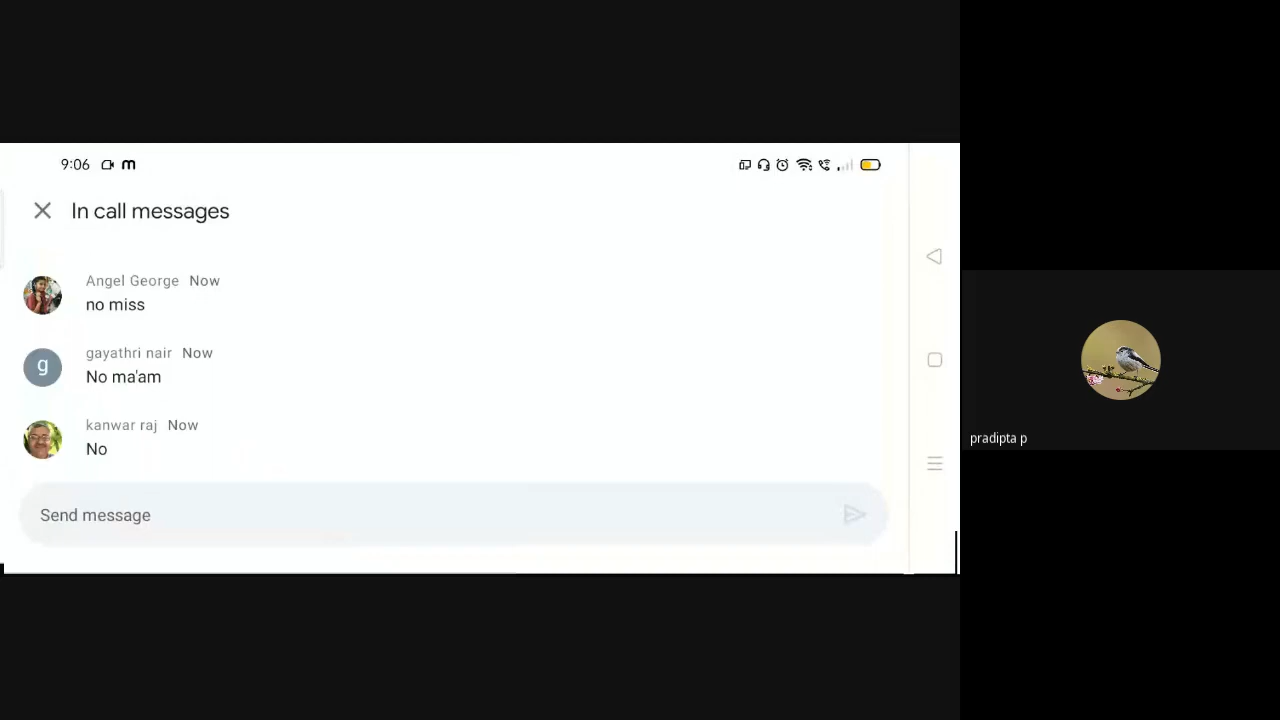 9:06 m
In call messages
Angel George Now
no miss
g
gayathri nair Now
No ma'am
kanwar raj Now
No
Send message
pradipta p